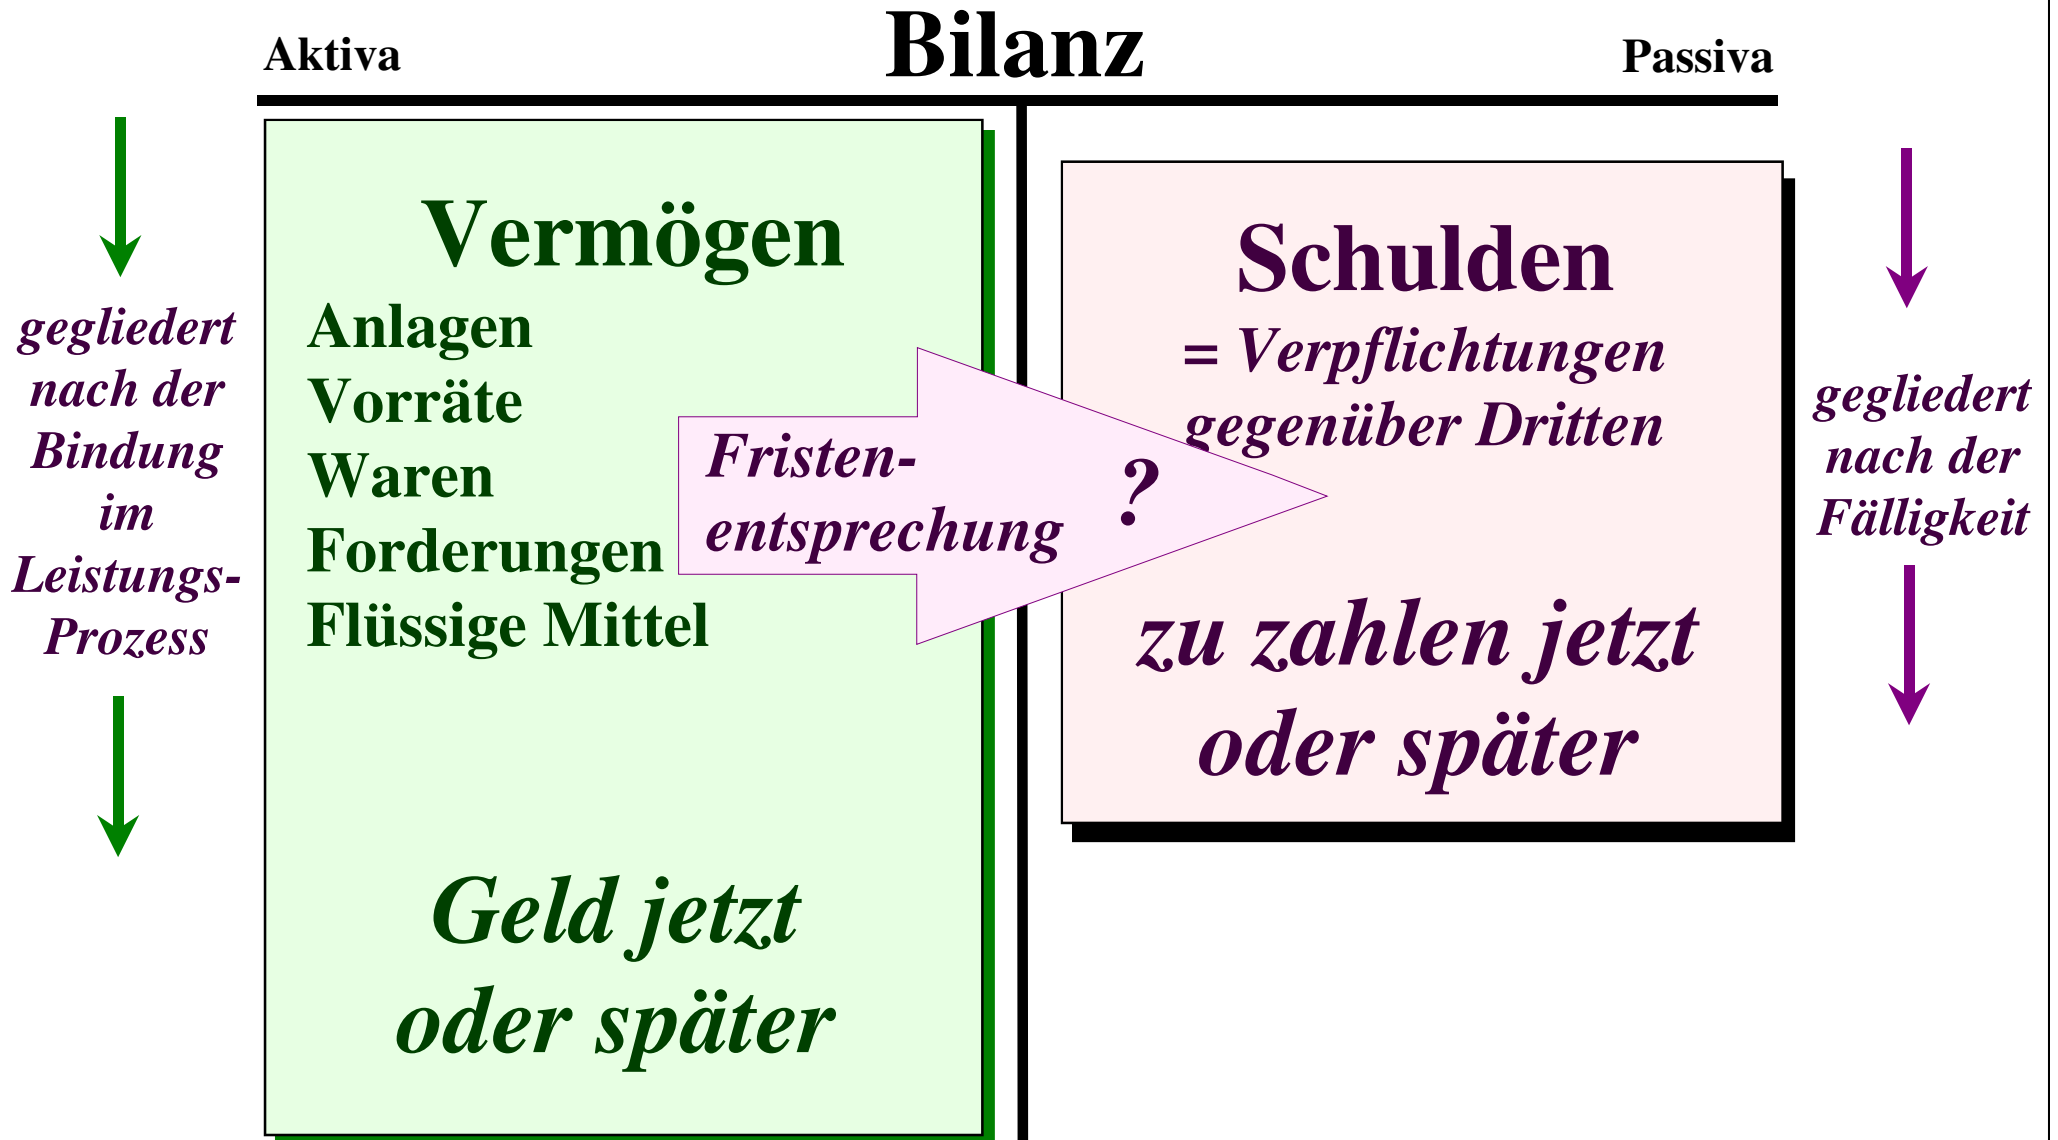 Bilanz
Aktiva
Passiva
gegliedert
nach der
Bindung
im
Leistungs-
Prozess
Vermögen
Anlagen
Vorräte
Waren
Forderungen
Flüssige Mittel
Geld jetzt
oder später
Fristen-
entsprechung
?
Schulden
= Verpflichtungen
gegenüber Dritten
zu zahlen jetzt
oder später
gegliedert
nach der
Fälligkeit